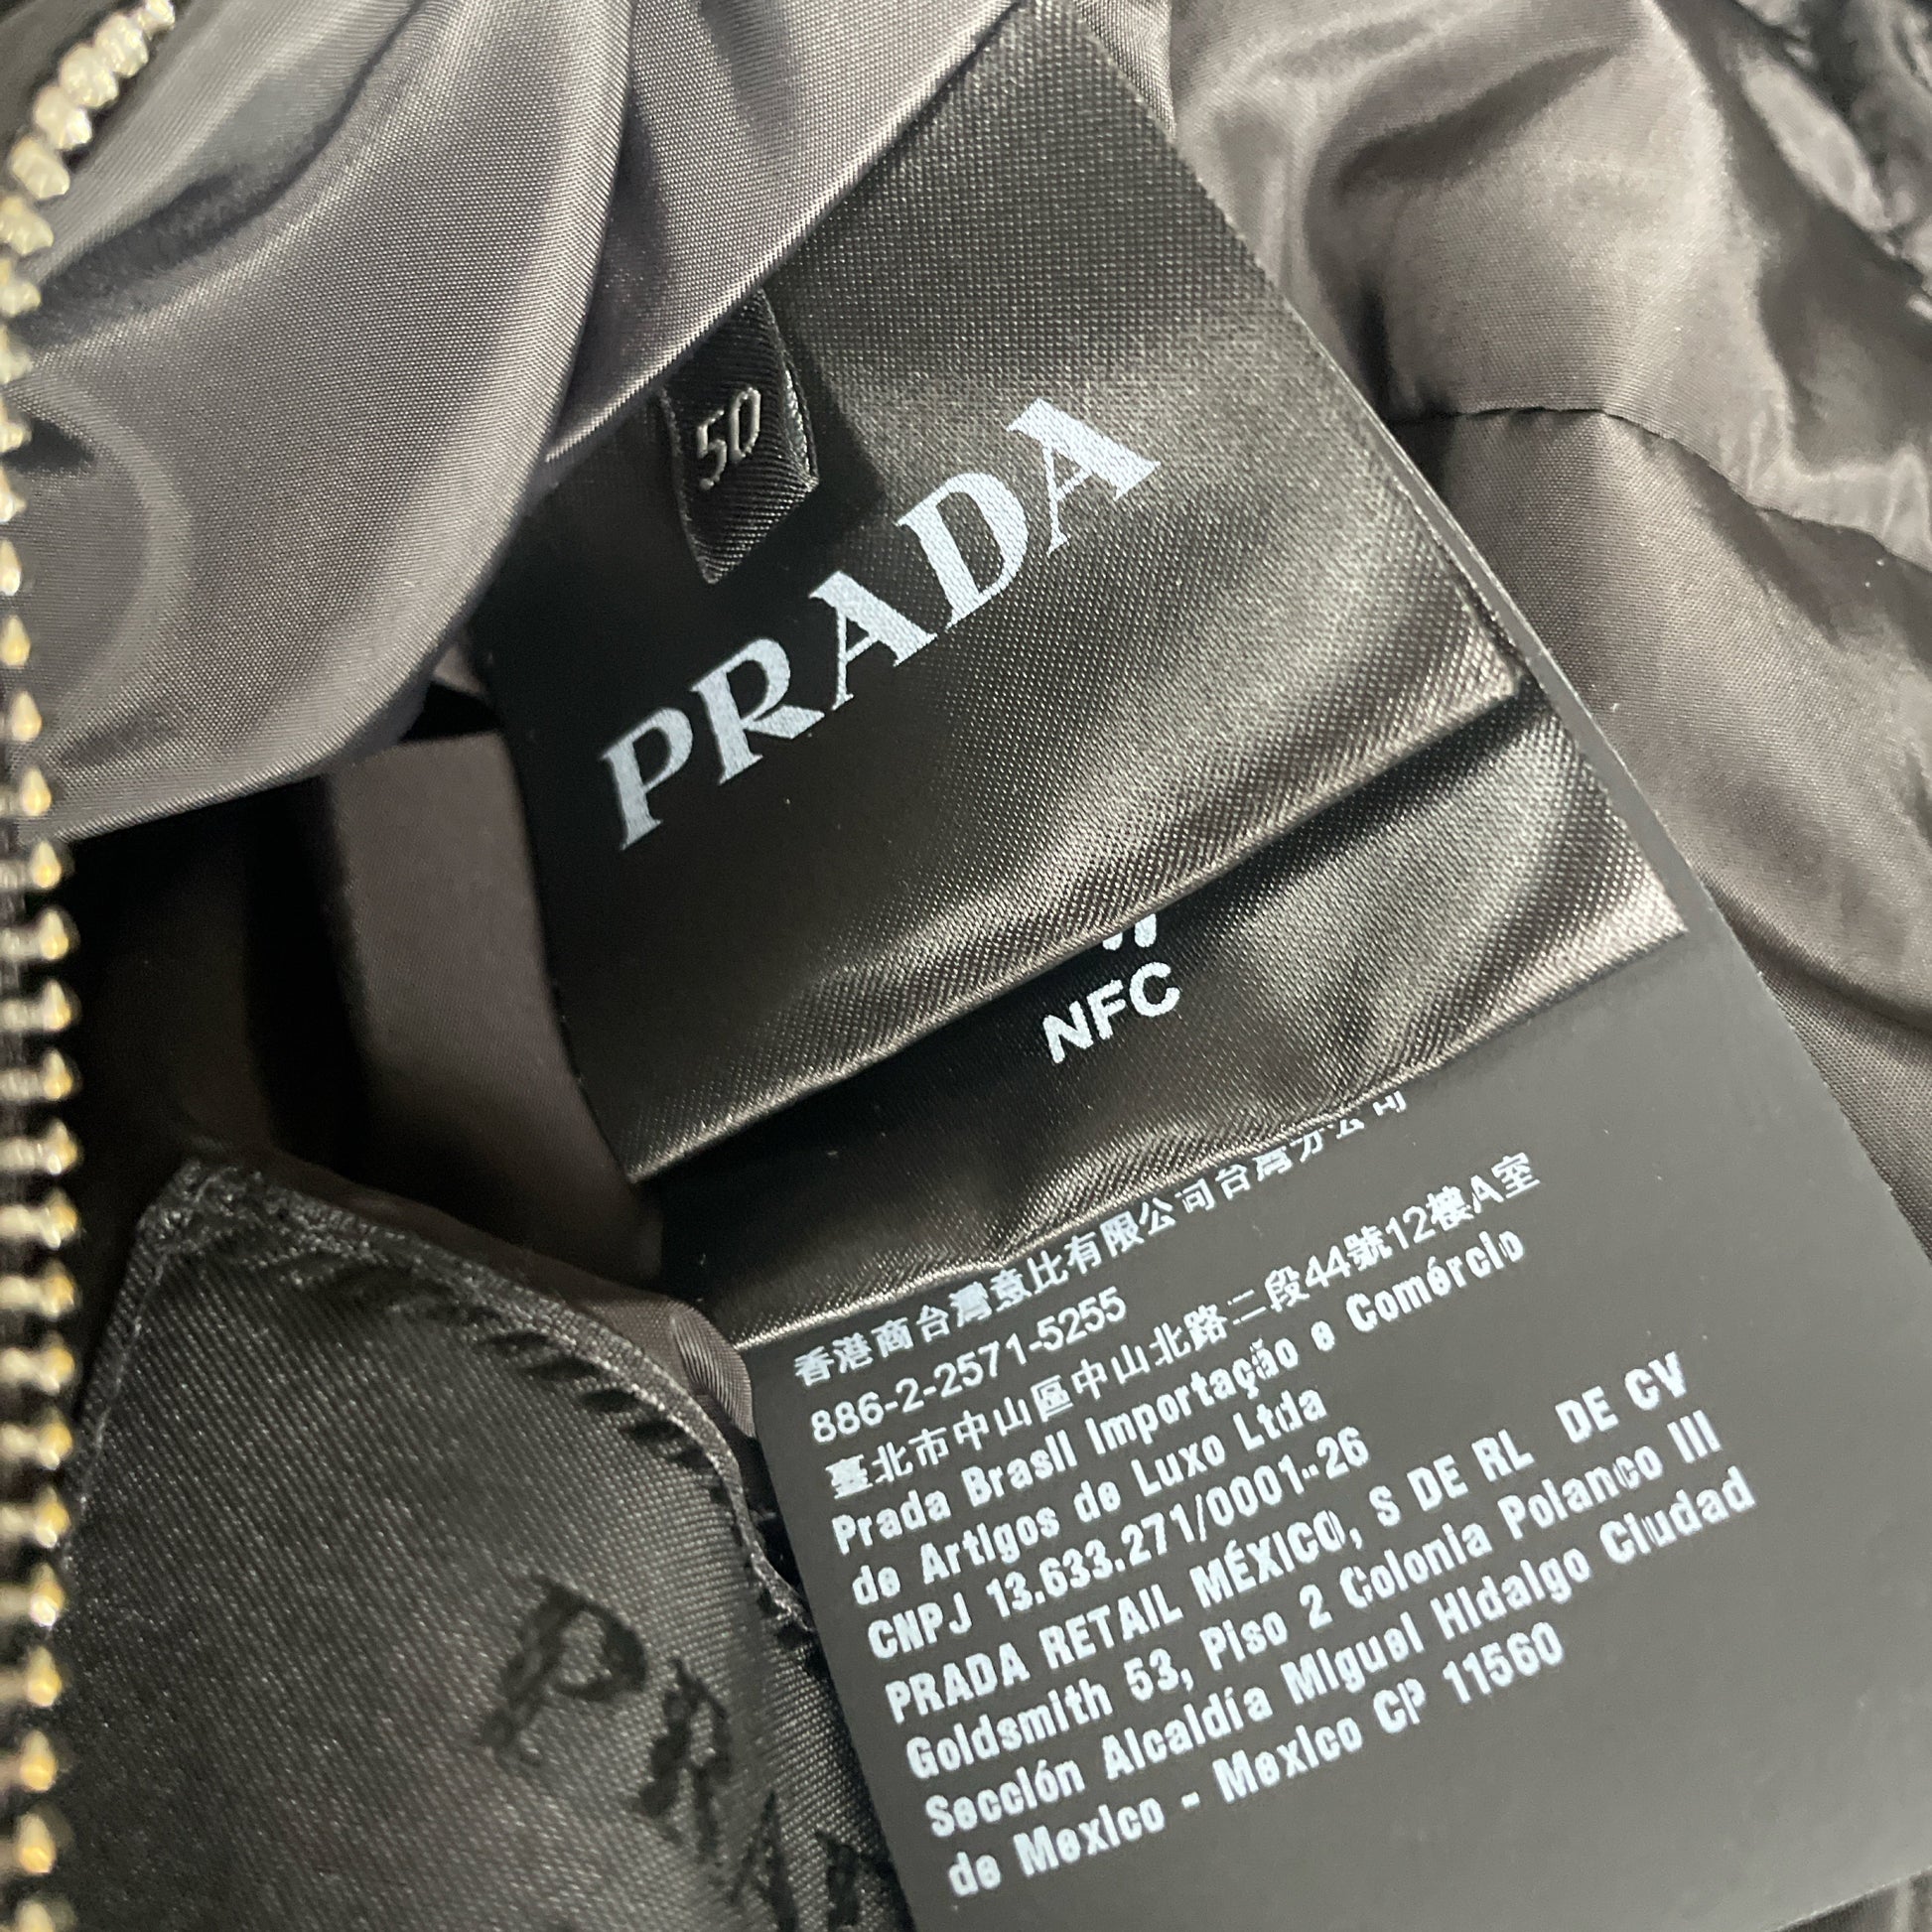 50
PRADA
NFC
香港商台灣普比有限公司台灣分公司
886-2-2571-5255
臺北市中山區中山北路二段44號12樓A室
Prada Brasil Importação e Comércio
de Artigos de Luxo Ltda
CNPJ 13.633.271/0001-26
PRADA RETAIL MÉXICO, S DE RL DE CV
Goldsmith 53, Piso 2 Colonia Polanco III
Sección Alcaldía Miguel Hidalgo Ciudad
de Mexico - Mexico CP 11560
PRAD